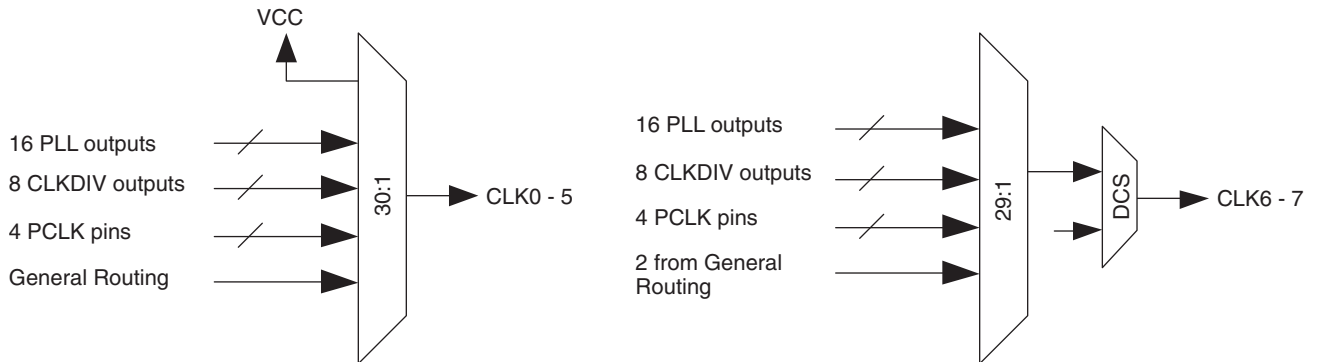 VCC
16 PLL outputs
8 CLKDIV outputs
4 PCLK pins
General Routing
30:1
CLK0 - 5
16 PLL outputs
8 CLKDIV outputs
4 PCLK pins
2 from General
Routing
29:1
DCS
CLK6 - 7